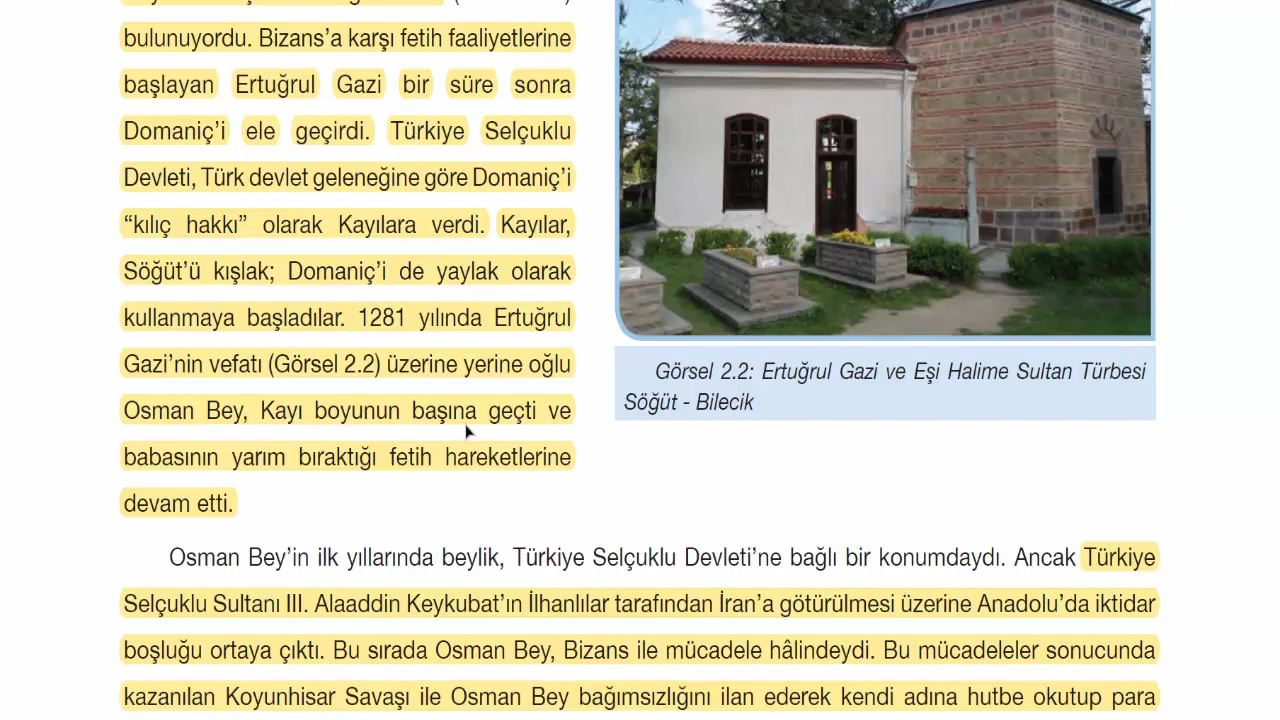 bulunuyordu. Bizans’a karşı fetih faaliyetlerine
başlayan Ertuğrul Gazi bir süre sonra
Domaniç’i ele geçirdi. Türkiye Selçuklu
Devleti, Türk devlet geleneğine göre Domaniç’i
“kılıç hakkı” olarak Kayılara verdi. Kayılar,
Söğüt’ü kışlak; Domaniç’i de yaylak olarak
kullanmaya başladılar. 1281 yılında Ertuğrul
Gazi’nin vefatı (Görsel 2.2) üzerine yerine oğlu
Osman Bey, Kayı boyunun başına geçti ve
babasının yarım bıraktığı fetih hareketlerine
devam etti.
Görsel 2.2: Ertuğrul Gazi ve Eşi Halime Sultan Türbesi
Söğüt - Bilecik
Osman Bey’in ilk yıllarında beylik, Türkiye Selçuklu Devleti’ne bağlı bir konumdaydı. Ancak Türkiye
Selçuklu Sultanı III. Alaaddin Keykubat’ın İlhanlılar tarafından İran’a götürülmesi üzerine Anadolu’da iktidar
boşluğu ortaya çıktı. Bu sırada Osman Bey, Bizans ile mücadele hâlindeydi. Bu mücadeleler sonucunda
kazanılan Koyunhisar Savaşı ile Osman Bey bağımsızlığını ilan ederek kendi adına hutbe okutup para